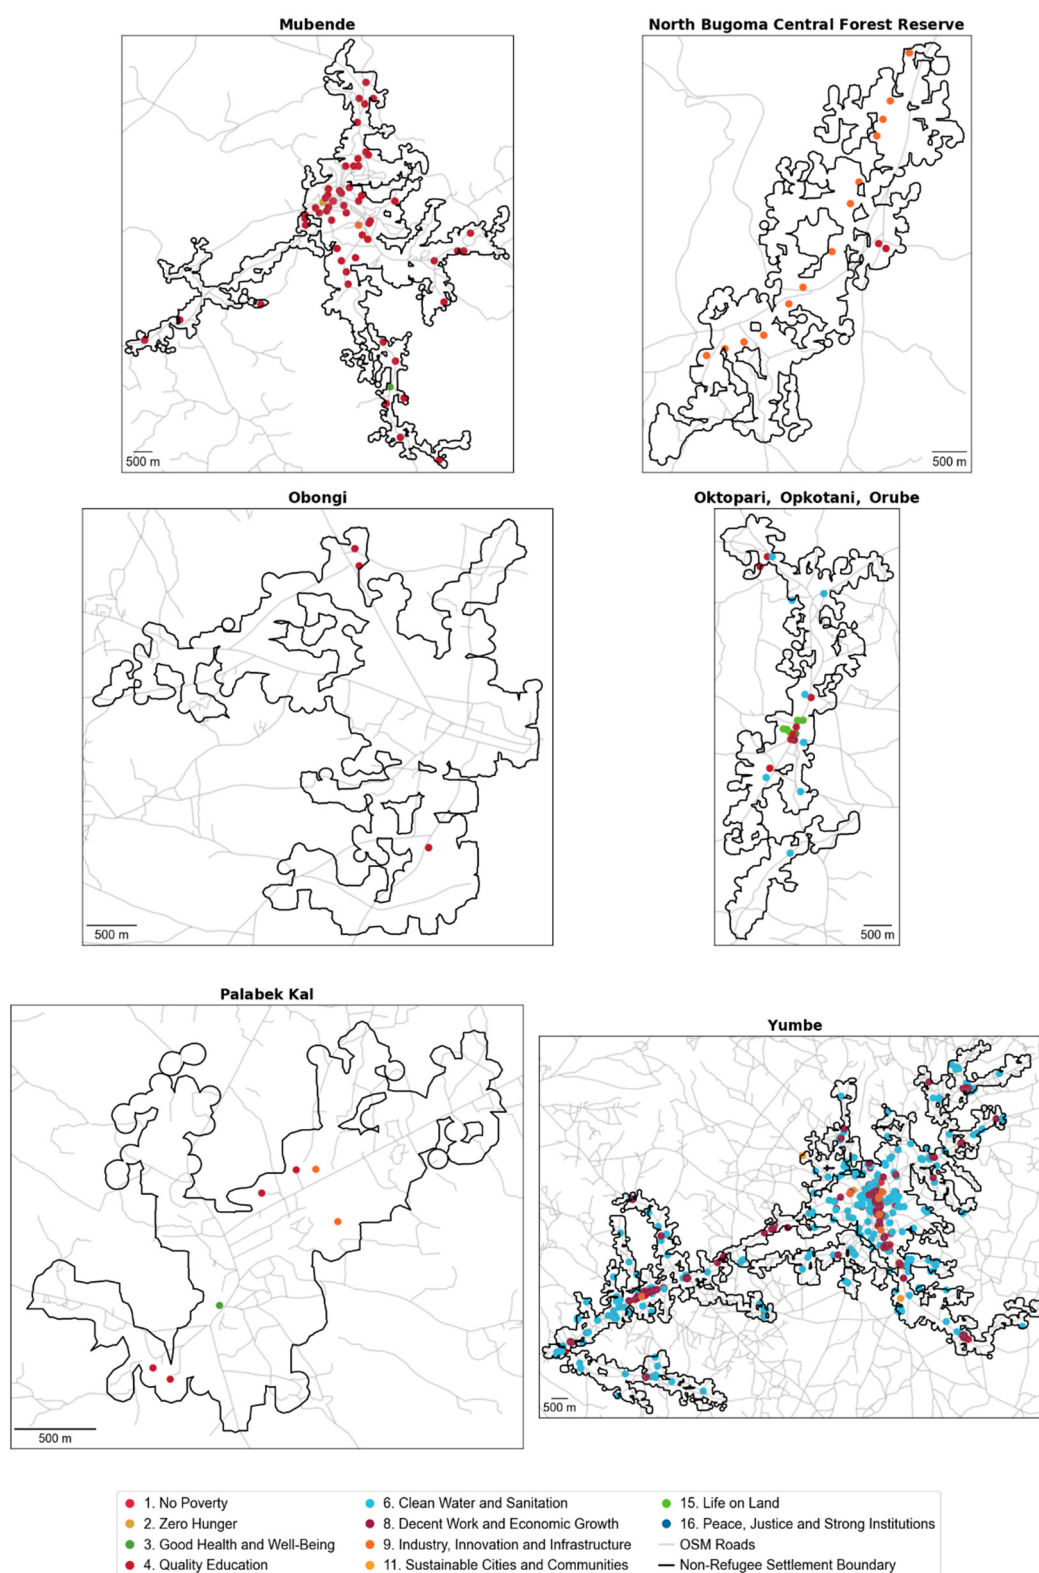 Mubende
North Bugoma Central Forest Reserve
500 m
500 m
Obongi
Oktopari, Opkotani, Orube
500 m
500 m
Palabek Kal
Yumbe
500 m
500 m
1. No Poverty
2. Zero Hunger
3. Good Health and Well-Being
4. Quality Education
6. Clean Water and Sanitation
8. Decent Work and Economic Growth
9. Industry, Innovation and Infrastructure
11. Sustainable Cities and Communities
15. Life on Land
16. Peace, Justice and Strong Institutions
OSM Roads
Non-Refugee Settlement Boundary